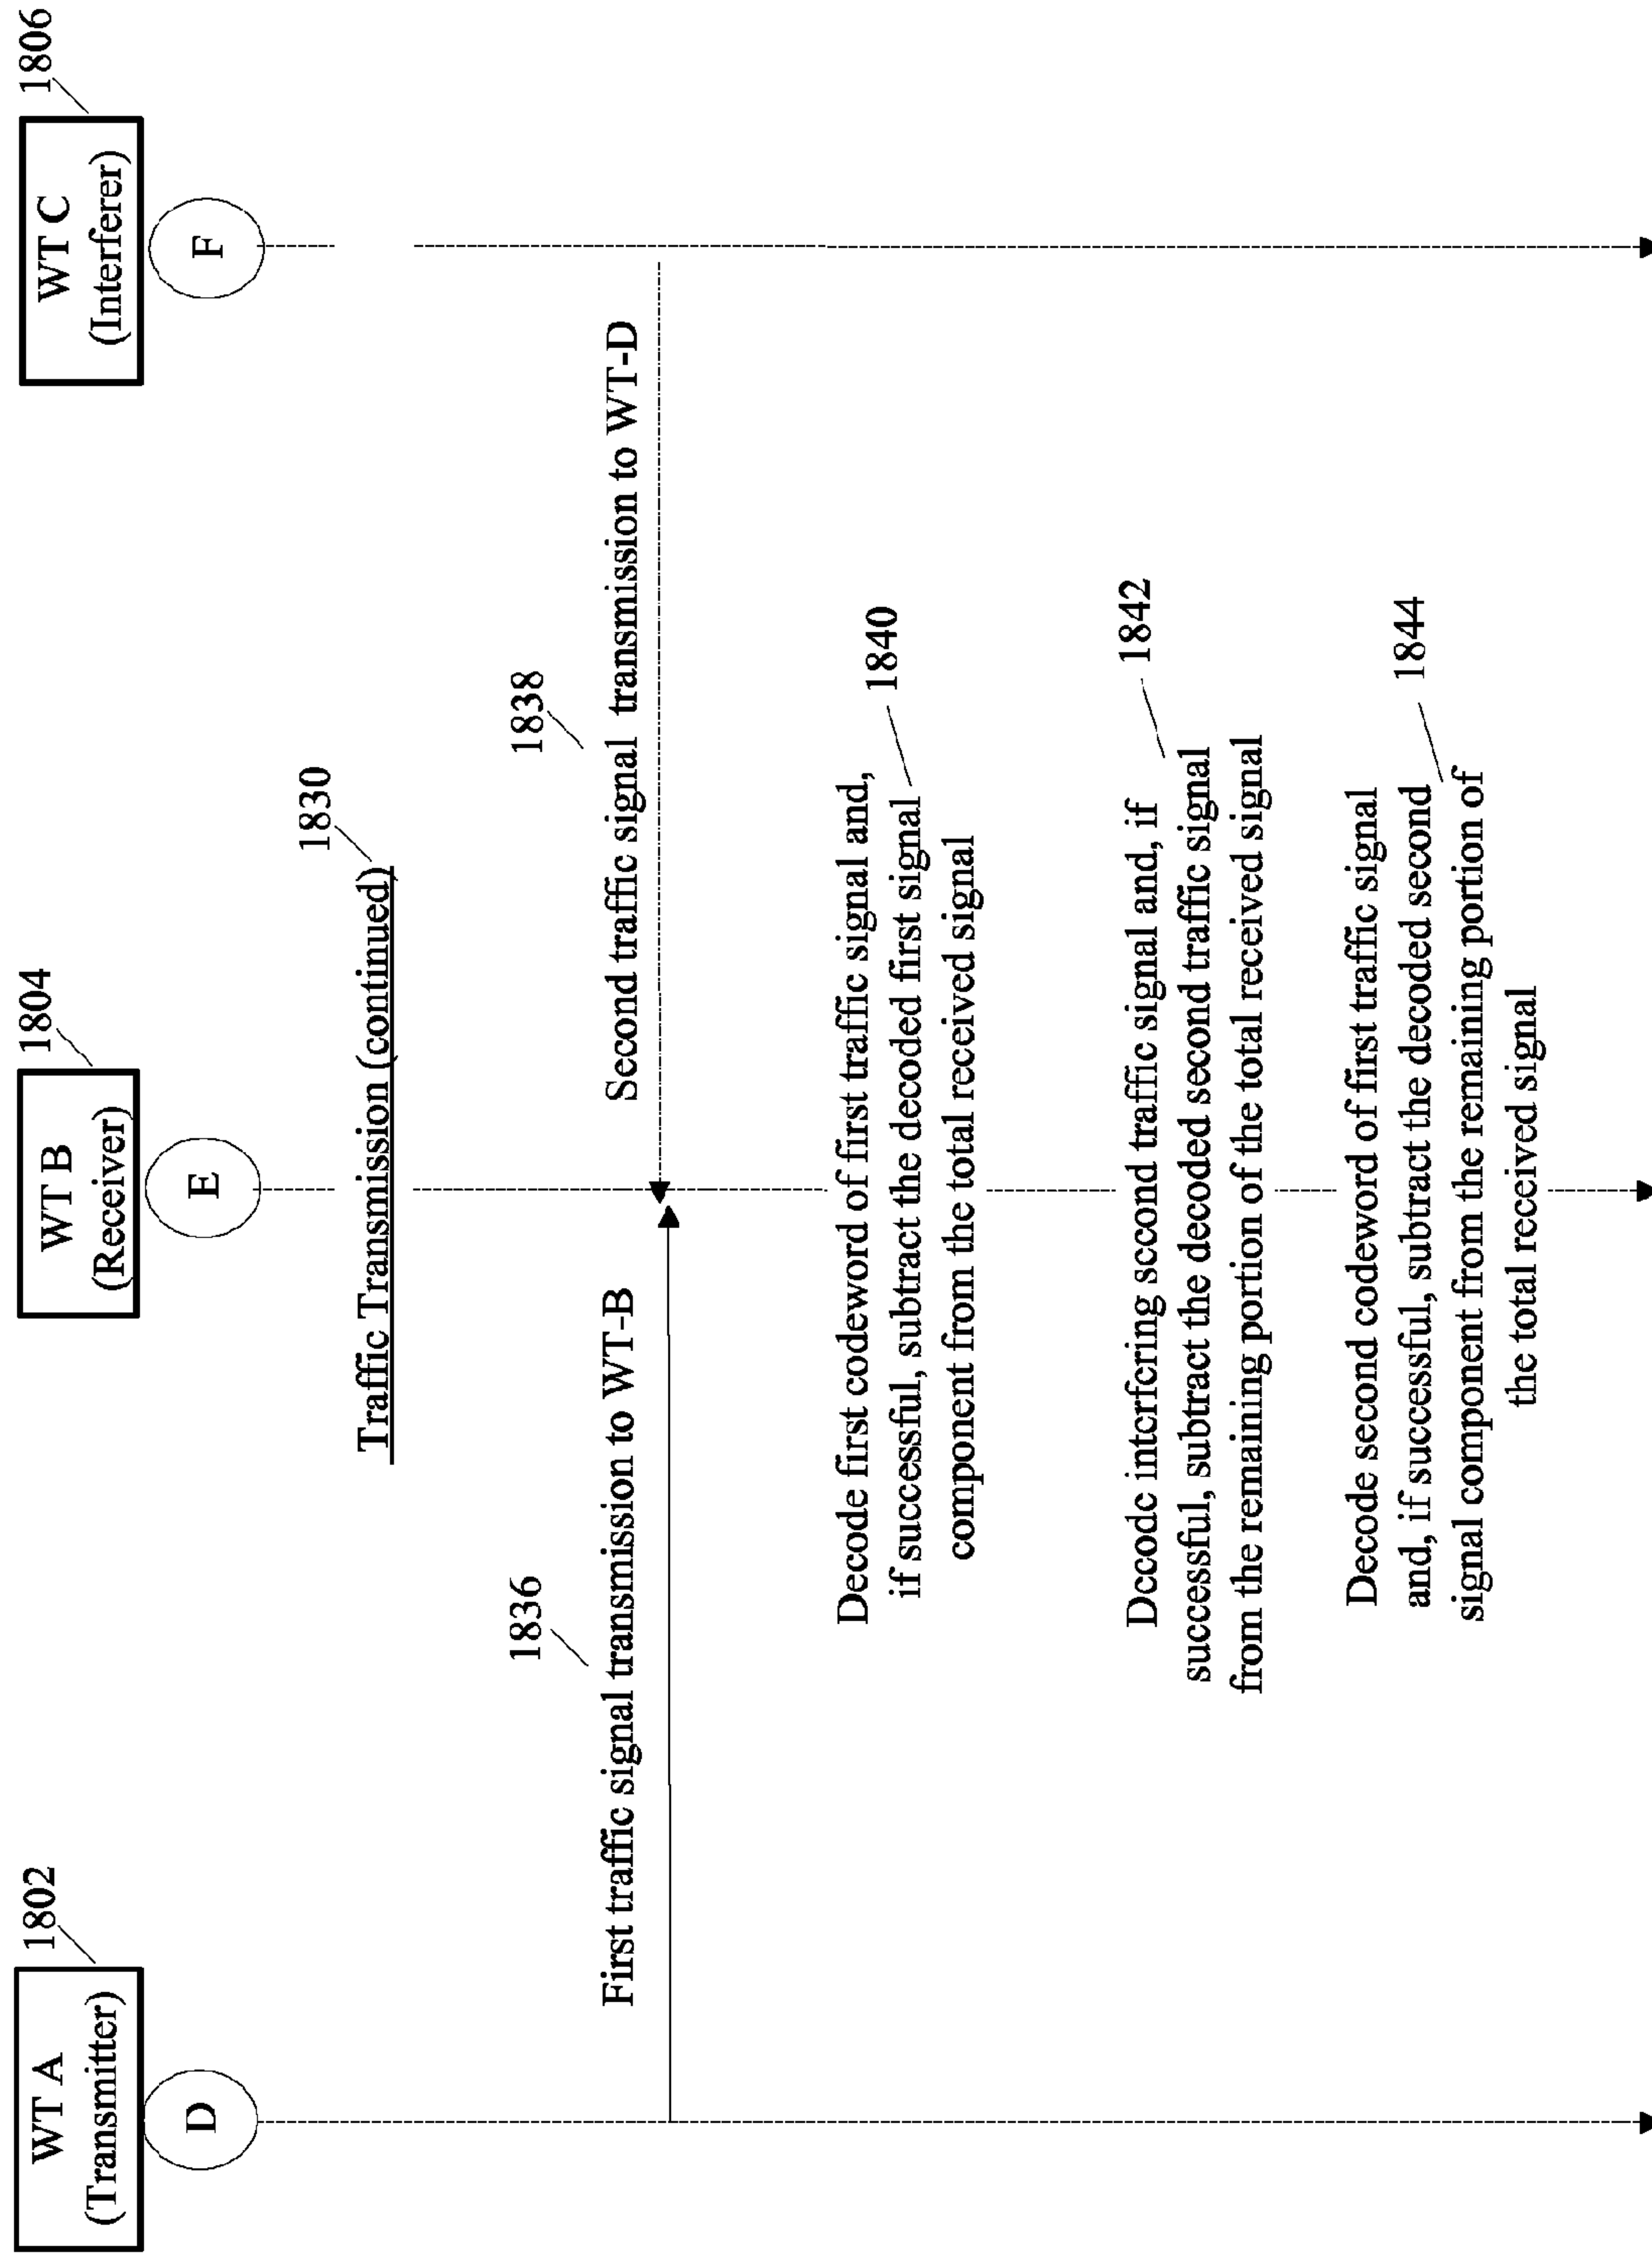 1802
1804
1806
WT A
(Transmitter)
WT B
(Receiver)
WT C
(Interferer)
D
E
F
1830
Traffic Transmission (continued)
1836
1838
First traffic signal transmission to WT-B
Second traffic signal transmission to WT-D
Decode first codeword of first traffic signal and,
if successful, subtract the decoded first signal
component from the total received signal
1840
Decode interfering second traffic signal and, if
successful, subtract the decoded second traffic signal
from the remaining portion of the total received signal
1842
Decode second codeword of first traffic signal
and, if successful, subtract the decoded second
signal component from the remaining portion of
the total received signal
1844